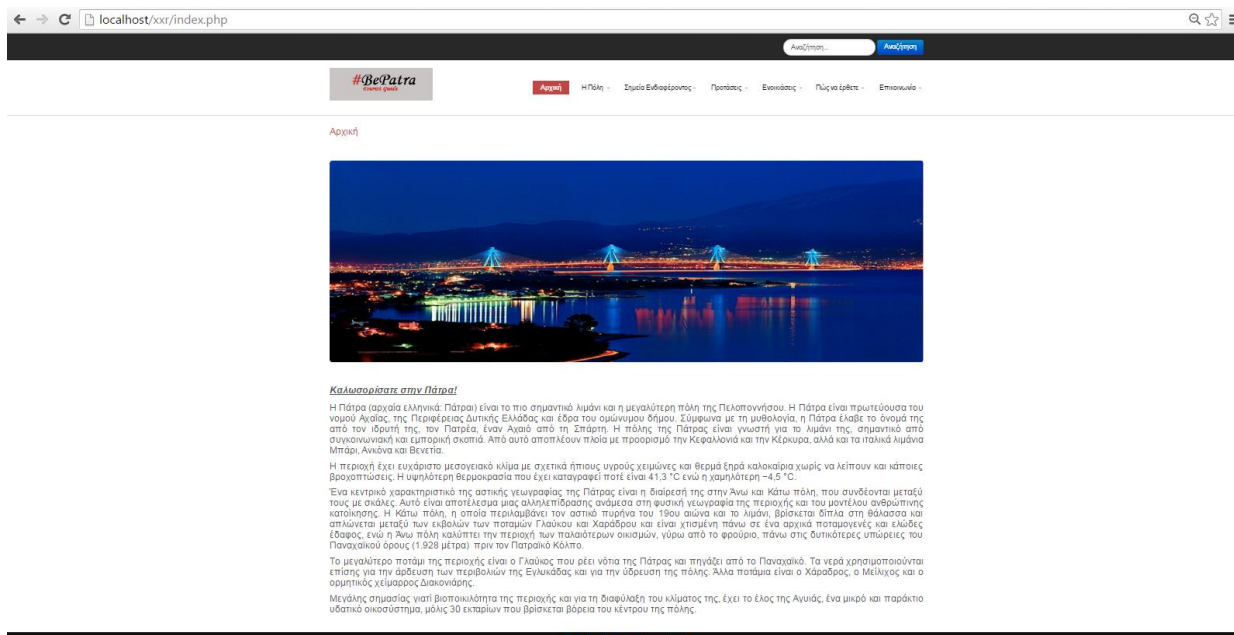 localhost/xxr/index.php
Αναζήτηση...
Αναζήτηση
#BePatra
tourist guide
Αρχική Η Πόλη Σημεία Ενδιαφέροντος Προτάσεις Ενοικιάσεις Πώς να έρθετε Επικοινωνία
Αρχική
Καλωσορίσατε στην Πάτρα!
Η Πάτρα (αρχαία ελληνικά: Πάτραι) είναι το πιο σημαντικό λιμάνι και η μεγαλύτερη πόλη της Πελοποννήσου. Η Πάτρα είναι πρωτεύουσα του
νομού Αχαΐας, της Περιφέρειας Δυτικής Ελλάδας και έδρα του ομώνυμου δήμου. Σύμφωνα με τη μυθολογία, η Πάτρα έλαβε το όνομά της
από τον ιδρυτή της, τον Πατρέα, έναν Αχαιό από τη Σπάρτη. Η πόλης της Πάτρας είναι γνωστή για το λιμάνι της, σημαντικό από
συγκοινωνιακή και εμπορική σκοπιά. Από αυτό αποπλέουν πλοία με προορισμό την Κεφαλλονιά και την Κέρκυρα, αλλά και τα ιταλικά λιμάνια
Μπάρι, Ανκόνα και Βενετία.
Η περιοχή έχει ευχάριστο μεσογειακό κλίμα με σχετικά ήπιους υγρούς χειμώνες και θερμά ξηρά καλοκαίρια χωρίς να λείπουν και κάποιες
βροχοπτώσεις. Η υψηλότερη θερμοκρασία που έχει καταγραφεί ποτέ είναι 41,3 °C ενώ η χαμηλότερη −4,5 °C.
Ένα κεντρικό χαρακτηριστικό της αστικής γεωγραφίας της Πάτρας είναι η διαίρεσή της στην Άνω και Κάτω πόλη, που συνδέονται μεταξύ
τους με σκάλες. Αυτό είναι αποτέλεσμα μιας αλληλεπίδρασης ανάμεσα στη φυσική γεωγραφία της περιοχής και του μοντέλου ανθρώπινης
κατοίκησης. Η Κάτω πόλη, η οποία περιλαμβάνει τον αστικό πυρήνα του 19ου αιώνα και το λιμάνι, βρίσκεται δίπλα στη θάλασσα και
απλώνεται μεταξύ των εκβολών των ποταμών Γλαύκου και Χαράδρου και είναι χτισμένη πάνω σε ένα αρχικά ποταμογενές και ελώδες
έδαφος, ενώ η Άνω πόλη καλύπτει την περιοχή των παλαιότερων οικισμών, γύρω από το φρούριο, πάνω στις δυτικότερες υπώρειες του
Παναχαϊκού όρους (1.928 μέτρα) πριν τον Πατραϊκό Κόλπο.
Το μεγαλύτερο ποτάμι της περιοχής είναι ο Γλαύκος που ρέει νότια της Πάτρας και πηγάζει από το Παναχαϊκό. Τα νερά χρησιμοποιούνται
επίσης για την άρδευση των περιβολιών της Εγλυκάδας και για την ύδρευση της πόλης. Άλλα ποτάμια είναι ο Χάραδρος, ο Μείλιχος και ο
ορμητικός χείμαρρος Διακονιάρης.
Μεγάλης σημασίας γιατί βιοποικιλότητα της περιοχής και για τη διαφύλαξη του κλίματος της, έχει το έλος της Αγυιάς, ένα μικρό και παράκτιο
υδατικό οικοσύστημα, μόλις 30 εκταρίων που βρίσκεται βόρεια του κέντρου της πόλης.